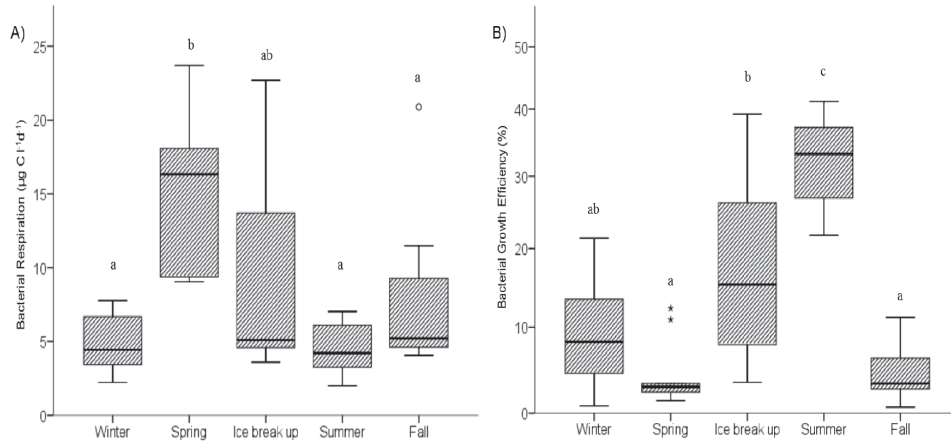 A)
Bacterial Respiration (µg C l⁻¹d⁻¹)
25
20
15
10
5
0
a
b
ab
a
a
Winter Spring Ice break up Summer Fall
B)
Bacterial Growth Efficiency (%)
50
40
30
20
10
0
ab
a
b
c
a
Winter Spring Ice break up Summer Fall